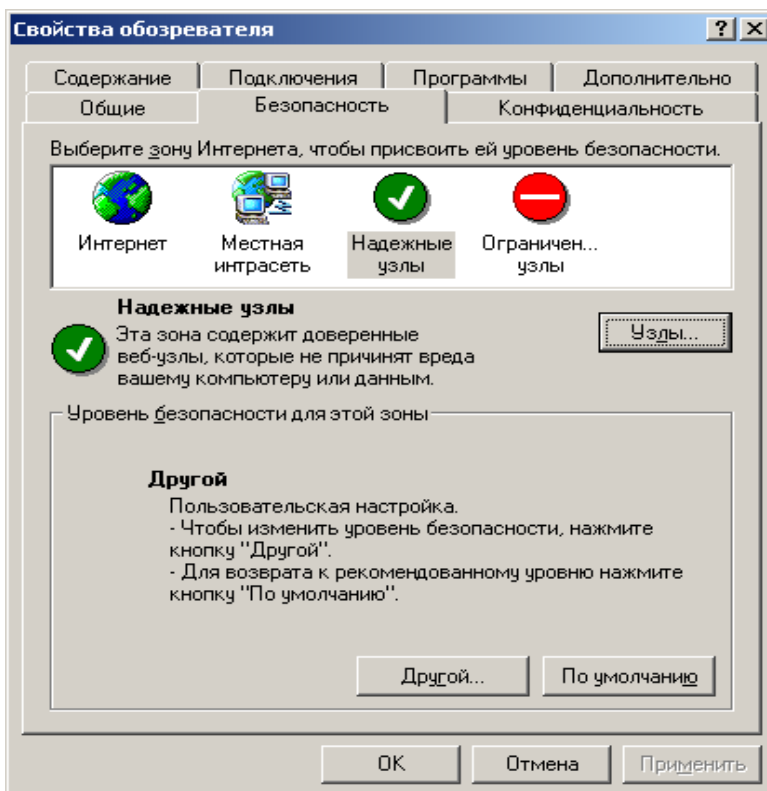 Свойства обозревателя
Содержание Подключения Программы Дополнительно
Общие Безопасность Конфиденциальность
Выберите зону Интернета, чтобы присвоить ей уровень безопасности.
Интернет
Местная
интрасеть
Надежные
узлы
Ограничен...
узлы
Надежные узлы
Эта зона содержит доверенные
веб-узлы, которые не причинят вреда
вашему компьютеру или данным.
Узлы...
Уровень безопасности для этой зоны
Другой
Пользовательская настройка.
- Чтобы изменить уровень безопасности, нажмите
кнопку "Другой".
- Для возврата к рекомендованному уровню нажмите
кнопку "По умолчанию".
Другой... По умолчанию
OK Отмена Применить